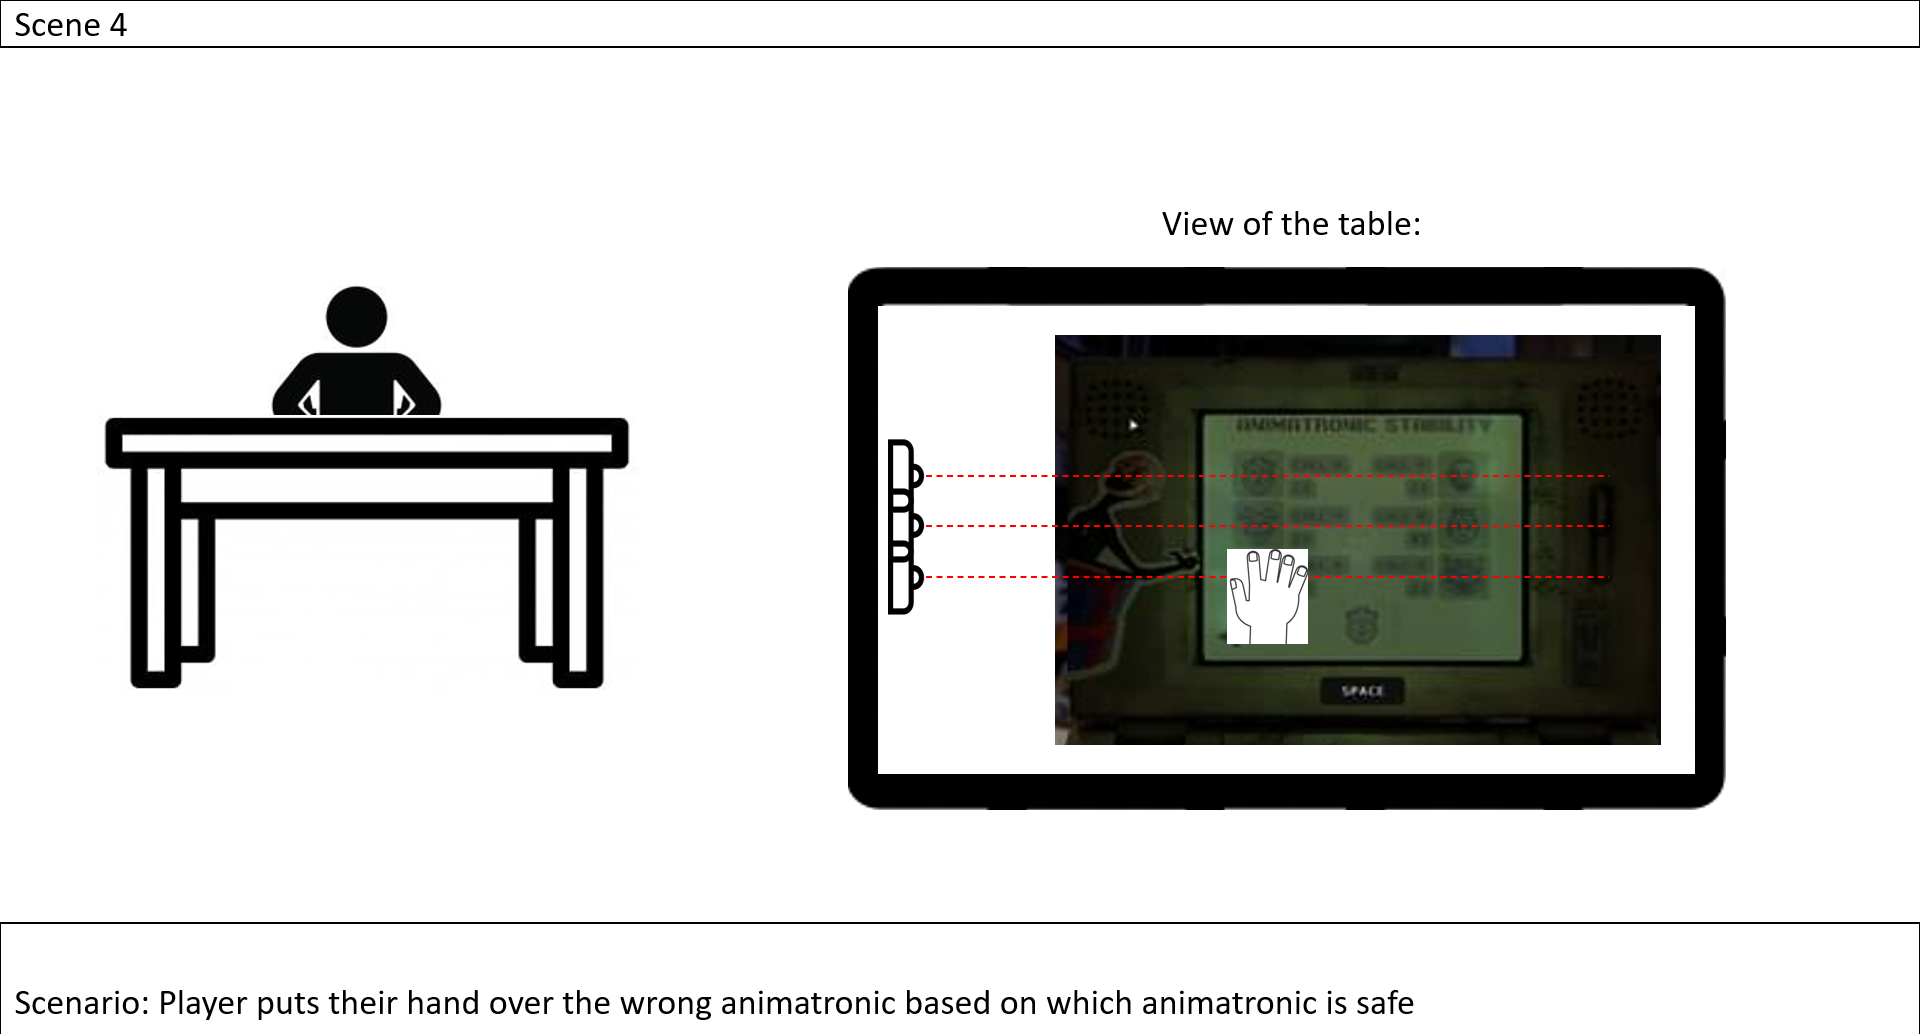 Scene 4
View of the table:
ANIMATRONIC STABILITY
SPACE
Scenario: Player puts their hand over the wrong animatronic based on which animatronic is safe